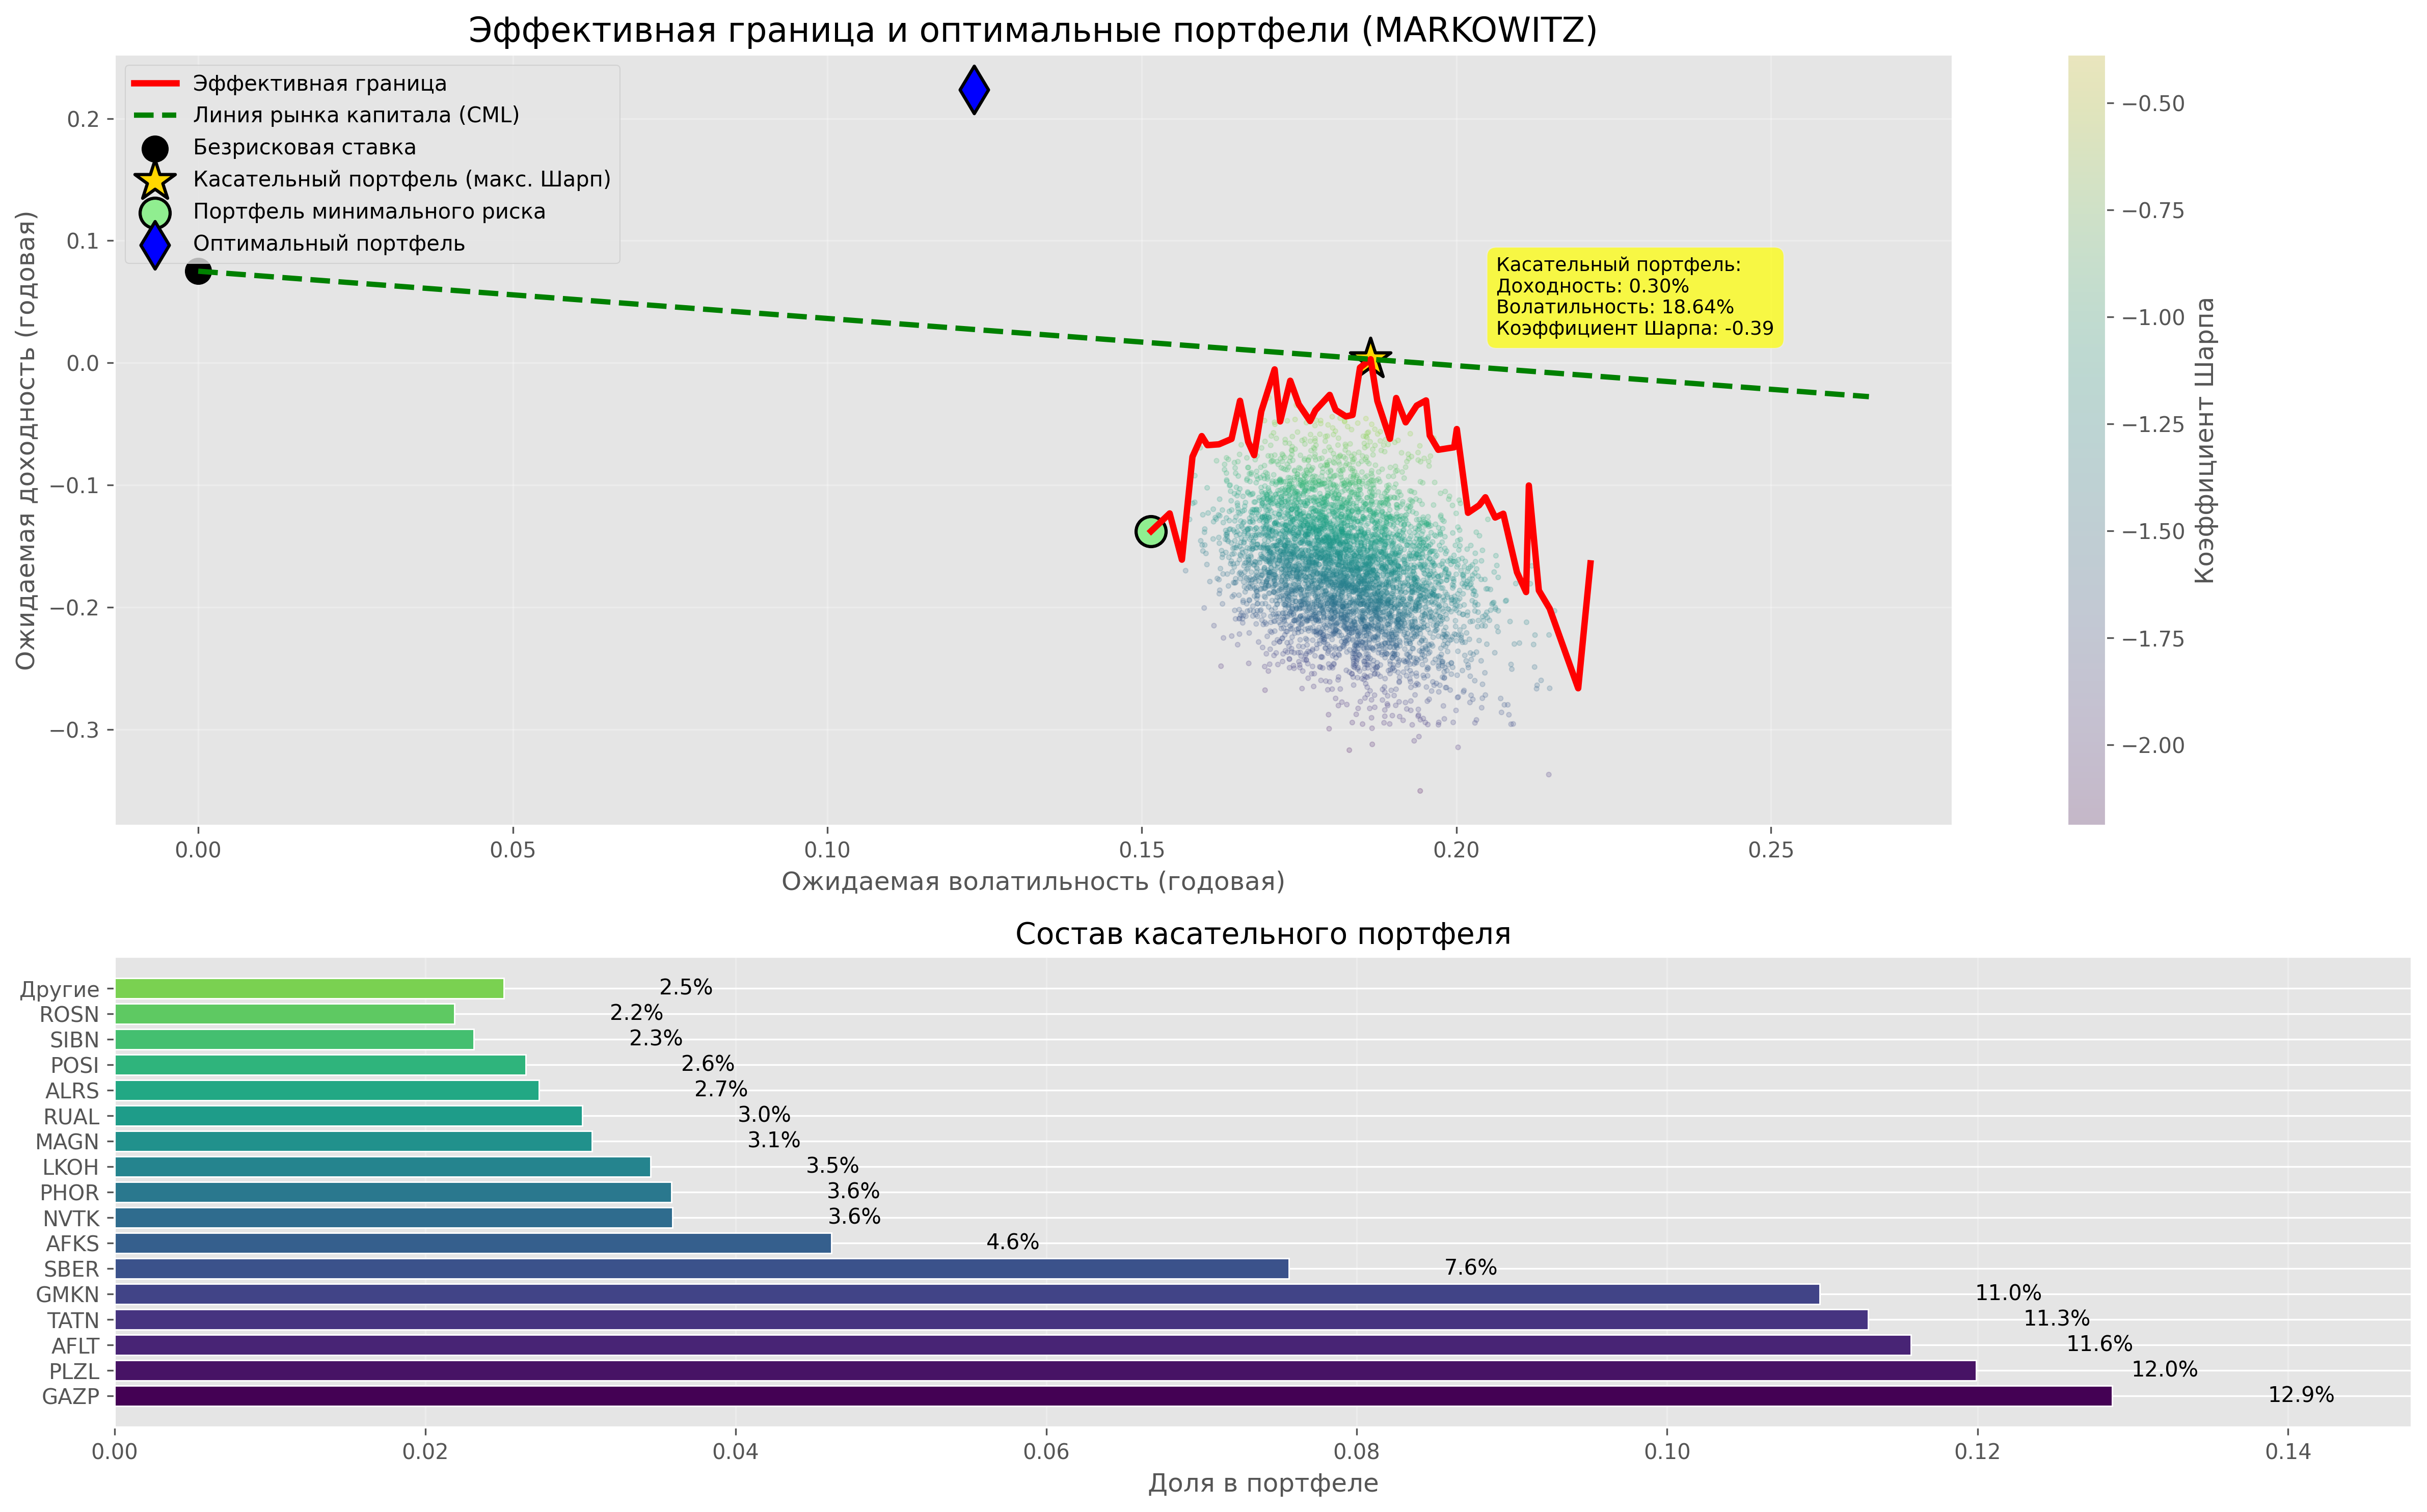 Эффективная граница и оптимальные портфели (MARKOWITZ)
Эффективная граница
Линия рынка капитала (CML)
Безрисковая ставка
Касательный портфель (макс. Шарп)
Портфель минимального риска
Оптимальный портфель
Ожидаемая доходность (годовая)
0.2
0.1
0.0
−0.1
−0.2
−0.3
Касательный портфель:
Доходность: 0.30%
Волатильность: 18.64%
Коэффициент Шарпа: -0.39
0.00
0.05
0.10
0.15
0.20
0.25
Ожидаемая волатильность (годовая)
−0.50
−0.75
−1.00
−1.25
−1.50
−1.75
−2.00
Коэффициент Шарпа
Состав касательного портфеля
Другие 2.5%
ROSN 2.2%
SIBN 2.3%
POSI 2.6%
ALRS 2.7%
RUAL 3.0%
MAGN 3.1%
LKOH 3.5%
PHOR 3.6%
NVTK 3.6%
AFKS 4.6%
SBER 7.6%
GMKN 11.0%
TATN 11.3%
AFLT 11.6%
PLZL 12.0%
GAZP 12.9%
0.00
0.02
0.04
0.06
0.08
0.10
0.12
0.14
Доля в портфеле